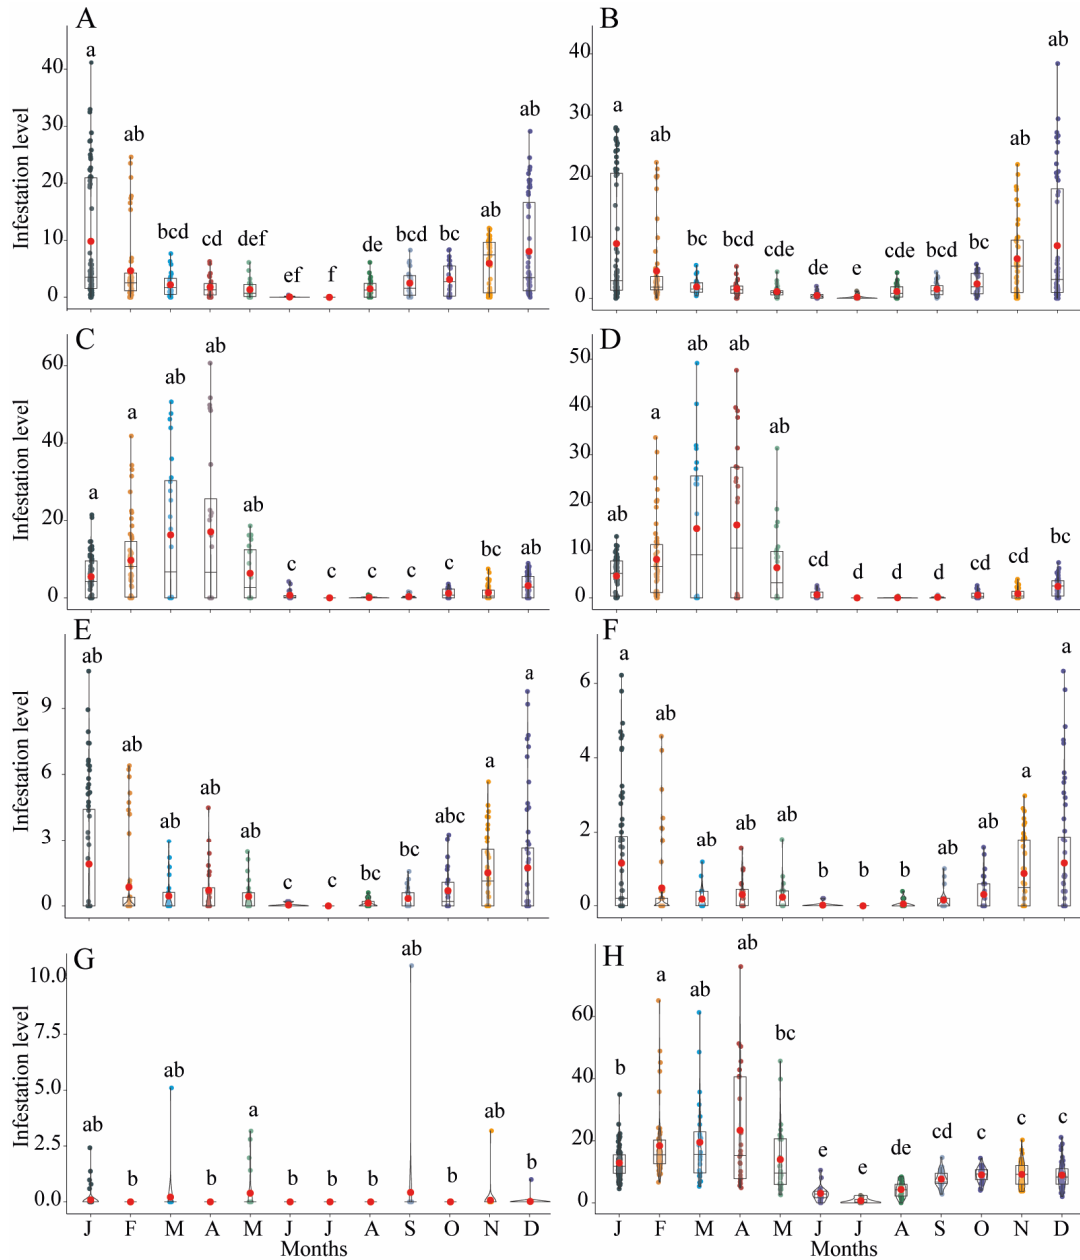 A
B
Infestation level
40
30
20
10
0
a
ab
bcd
cd
def
ef
f
de
bcd
bc
ab
ab
40
30
20
10
0
a
ab
bc
bcd
cde
de
e
cde
bcd
bc
ab
ab
C
D
Infestation level
60
40
20
0
a
a
ab
ab
ab
c
c
c
c
c
bc
ab
50
40
30
20
10
0
ab
a
ab
ab
ab
cd
d
d
d
cd
cd
bc
E
F
Infestation level
9
6
3
0
ab
ab
ab
ab
ab
c
c
bc
bc
abc
a
a
6
4
2
0
a
ab
ab
ab
ab
b
b
a
ab
ab
a
a
G
H
Infestation level
10.0
7.5
5.0
2.5
0.0
ab
b
ab
b
a
b
b
b
ab
b
ab
b
60
40
20
0
b
a
ab
ab
bc
e
e
de
cd
c
c
c
J F M A M J J A S O N D
J F M A M J J A S O N D
Months
Months